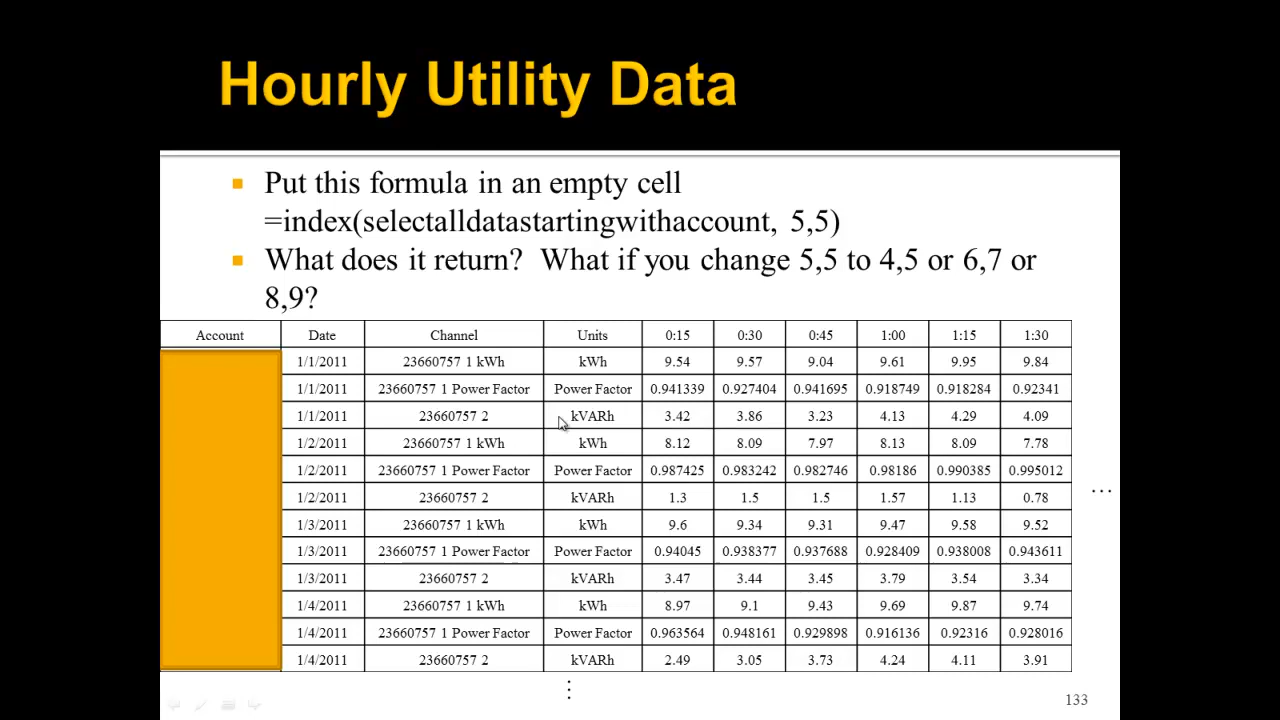 Hourly Utility Data
Put this formula in an empty cell
=index(selectalldatastartingwithaccount, 5,5)
What does it return? What if you change 5,5 to 4,5 or 6,7 or
8,9?
Account Date Channel Units 0:15 0:30 0:45 1:00 1:15 1:30
1/1/2011 23660757 1 kWh kWh 9.54 9.57 9.04 9.61 9.95 9.84
1/1/2011 23660757 1 Power Factor Power Factor 0.941339 0.927404 0.941695 0.918749 0.918284 0.92341
1/1/2011 23660757 2 kVARh 3.42 3.86 3.23 4.13 4.29 4.09
1/2/2011 23660757 1 kWh kWh 8.12 8.09 7.97 8.13 8.09 7.78
1/2/2011 23660757 1 Power Factor Power Factor 0.987425 0.983242 0.982746 0.98186 0.990385 0.995012
1/2/2011 23660757 2 kVARh 1.3 1.5 1.5 1.57 1.13 0.78
...
1/3/2011 23660757 1 kWh kWh 9.6 9.34 9.31 9.47 9.58 9.52
1/3/2011 23660757 1 Power Factor Power Factor 0.94045 0.938377 0.937688 0.928409 0.938008 0.943611
1/3/2011 23660757 2 kVARh 3.47 3.44 3.45 3.79 3.54 3.34
1/4/2011 23660757 1 kWh kWh 8.97 9.1 9.43 9.69 9.87 9.74
1/4/2011 23660757 1 Power Factor Power Factor 0.963564 0.948161 0.929898 0.916136 0.92316 0.928016
1/4/2011 23660757 2 kVARh 2.49 3.05 3.73 4.24 4.11 3.91
⋮
133